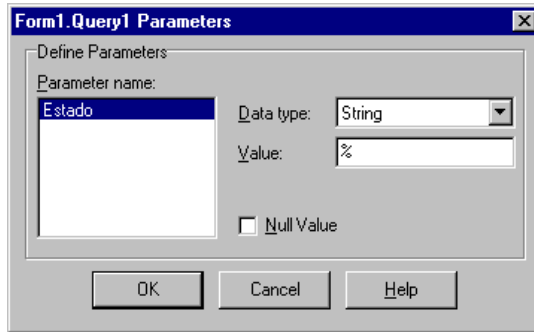 Form1.Query1 Parameters
Define Parameters
Parameter name:
Estado
Data type: String
Value: %
Null Value
OK Cancel Help